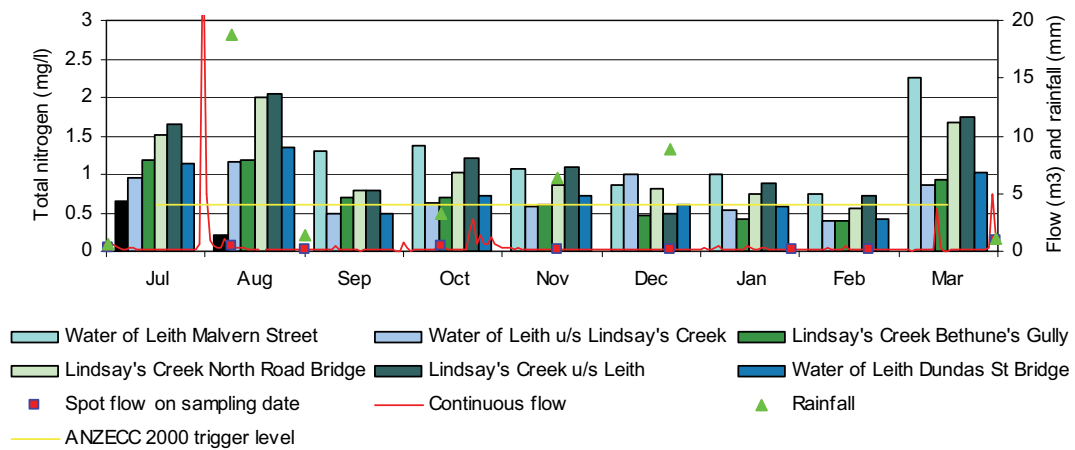 Total nitrogen (mg/l)
3
2.5
2
1.5
1
0.5
0
Flow (m3) and rainfall (mm)
20
15
10
5
0
Jul Aug Sep Oct Nov Dec Jan Feb Mar
Water of Leith Malvern Street Water of Leith u/s Lindsay's Creek Lindsay's Creek Bethune's Gully
Lindsay's Creek North Road Bridge Lindsay's Creek u/s Leith Water of Leith Dundas St Bridge
Spot flow on sampling date Continuous flow Rainfall
ANZECC 2000 trigger level